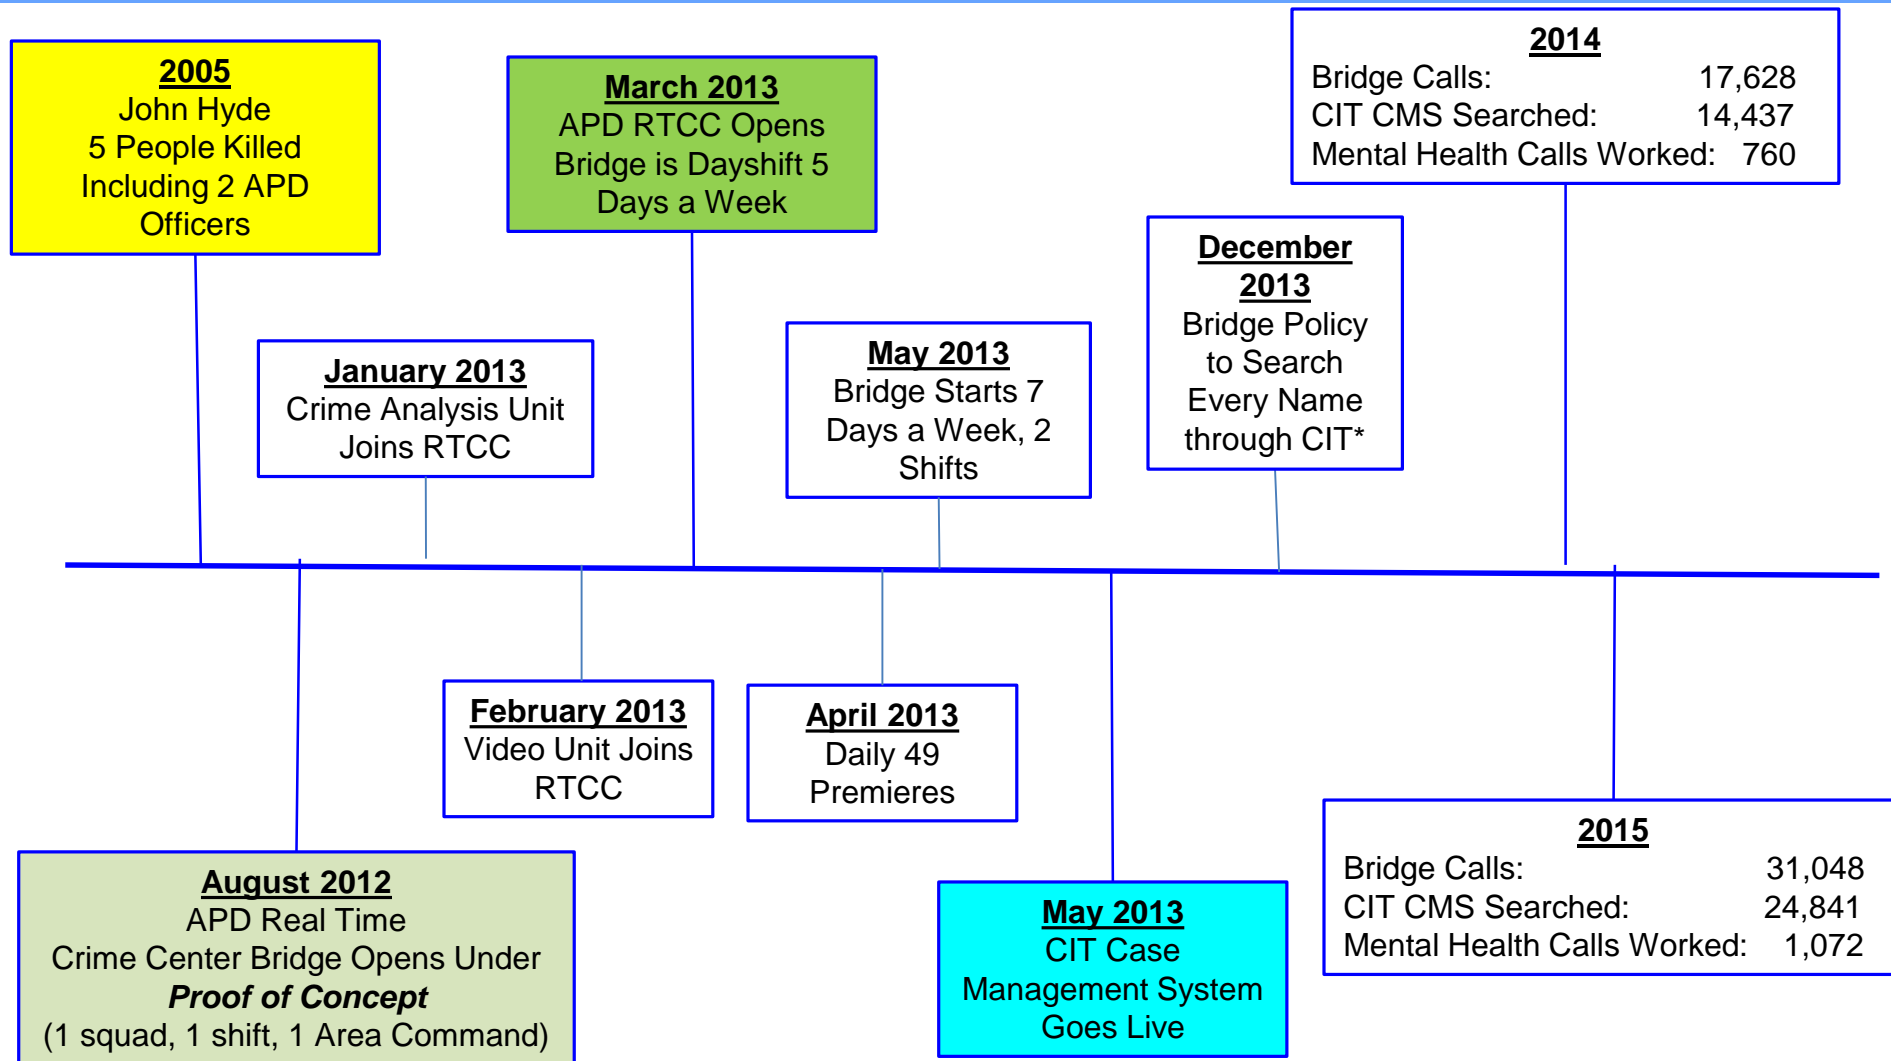 2005
John Hyde
5 People Killed
Including 2 APD
Officers
March 2013
APD RTCC Opens
Bridge is Dayshift 5
Days a Week
2014
Bridge Calls: 17,628
CIT CMS Searched: 14,437
Mental Health Calls Worked: 760
January 2013
Crime Analysis Unit
Joins RTCC
May 2013
Bridge Starts 7
Days a Week, 2
Shifts
December
2013
Bridge Policy
to Search
Every Name
through CIT*
August 2012
APD Real Time
Crime Center Bridge Opens Under
Proof of Concept
(1 squad, 1 shift, 1 Area Command)
February 2013
Video Unit Joins
RTCC
April 2013
Daily 49
Premieres
May 2013
CIT Case
Management System
Goes Live
2015
Bridge Calls: 31,048
CIT CMS Searched: 24,841
Mental Health Calls Worked: 1,072